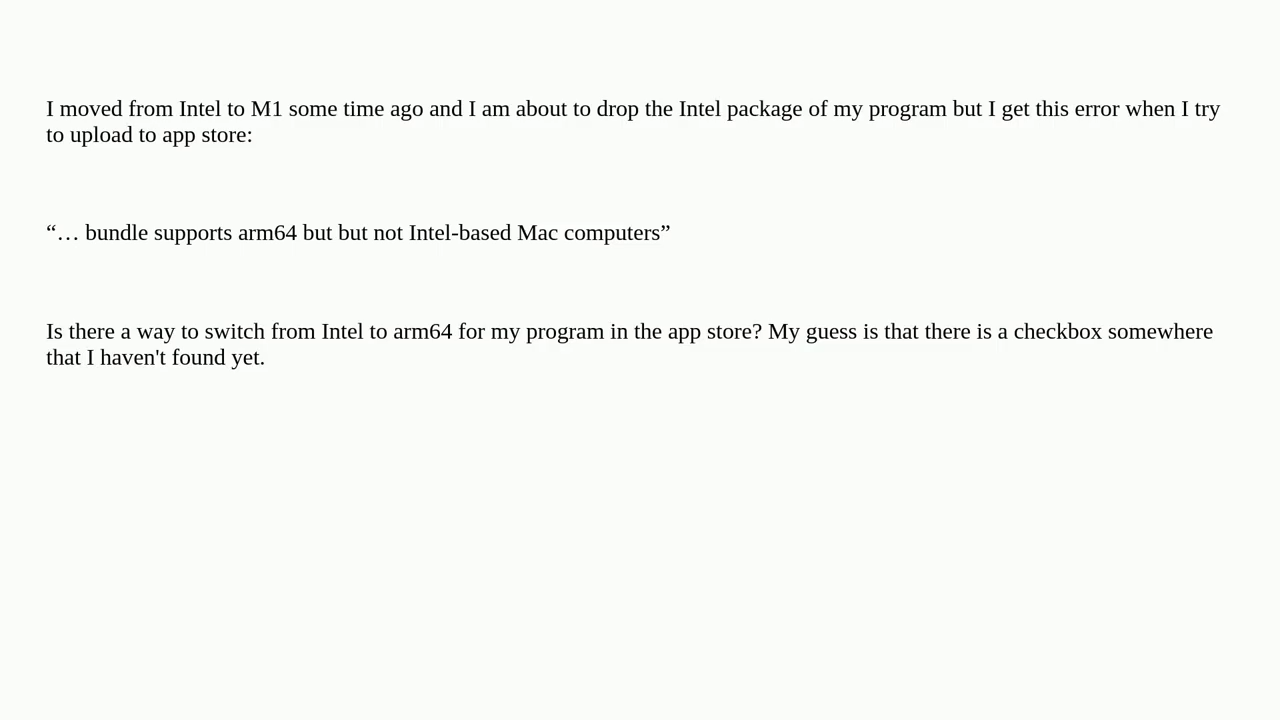 I moved from Intel to M1 some time ago and I am about to drop the Intel package of my program but I get this error when I try
to upload to app store:
“… bundle supports arm64 but but not Intel-based Mac computers”
Is there a way to switch from Intel to arm64 for my program in the app store? My guess is that there is a checkbox somewhere
that I haven't found yet.